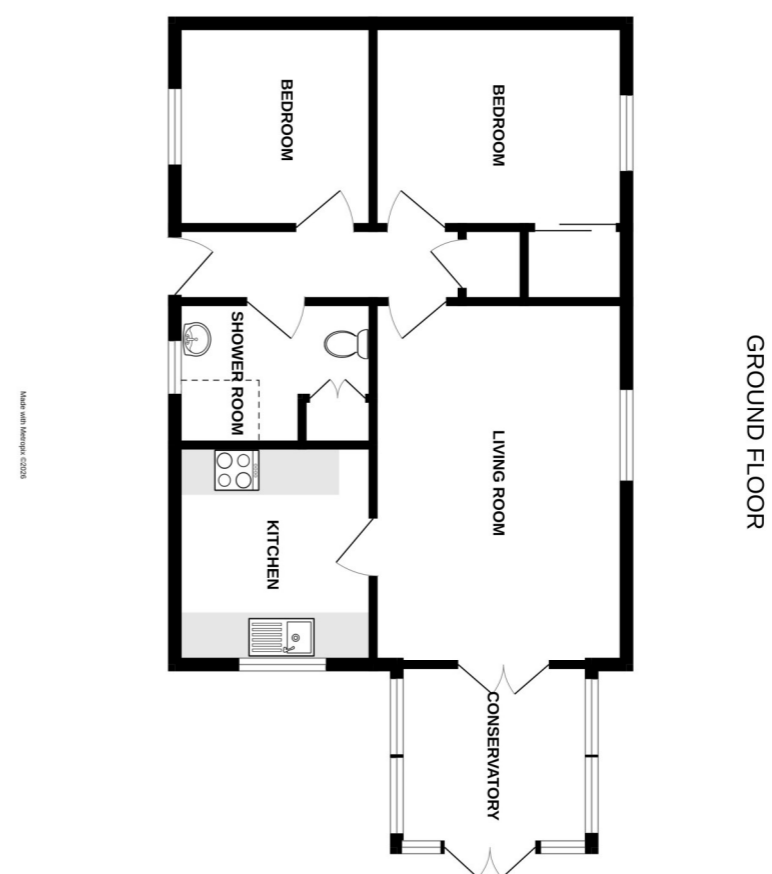 GROUND FLOOR
BEDROOM
BEDROOM
SHOWER ROOM
LIVING ROOM
KITCHEN
CONSERVATORY
Made with Metropix ©2026